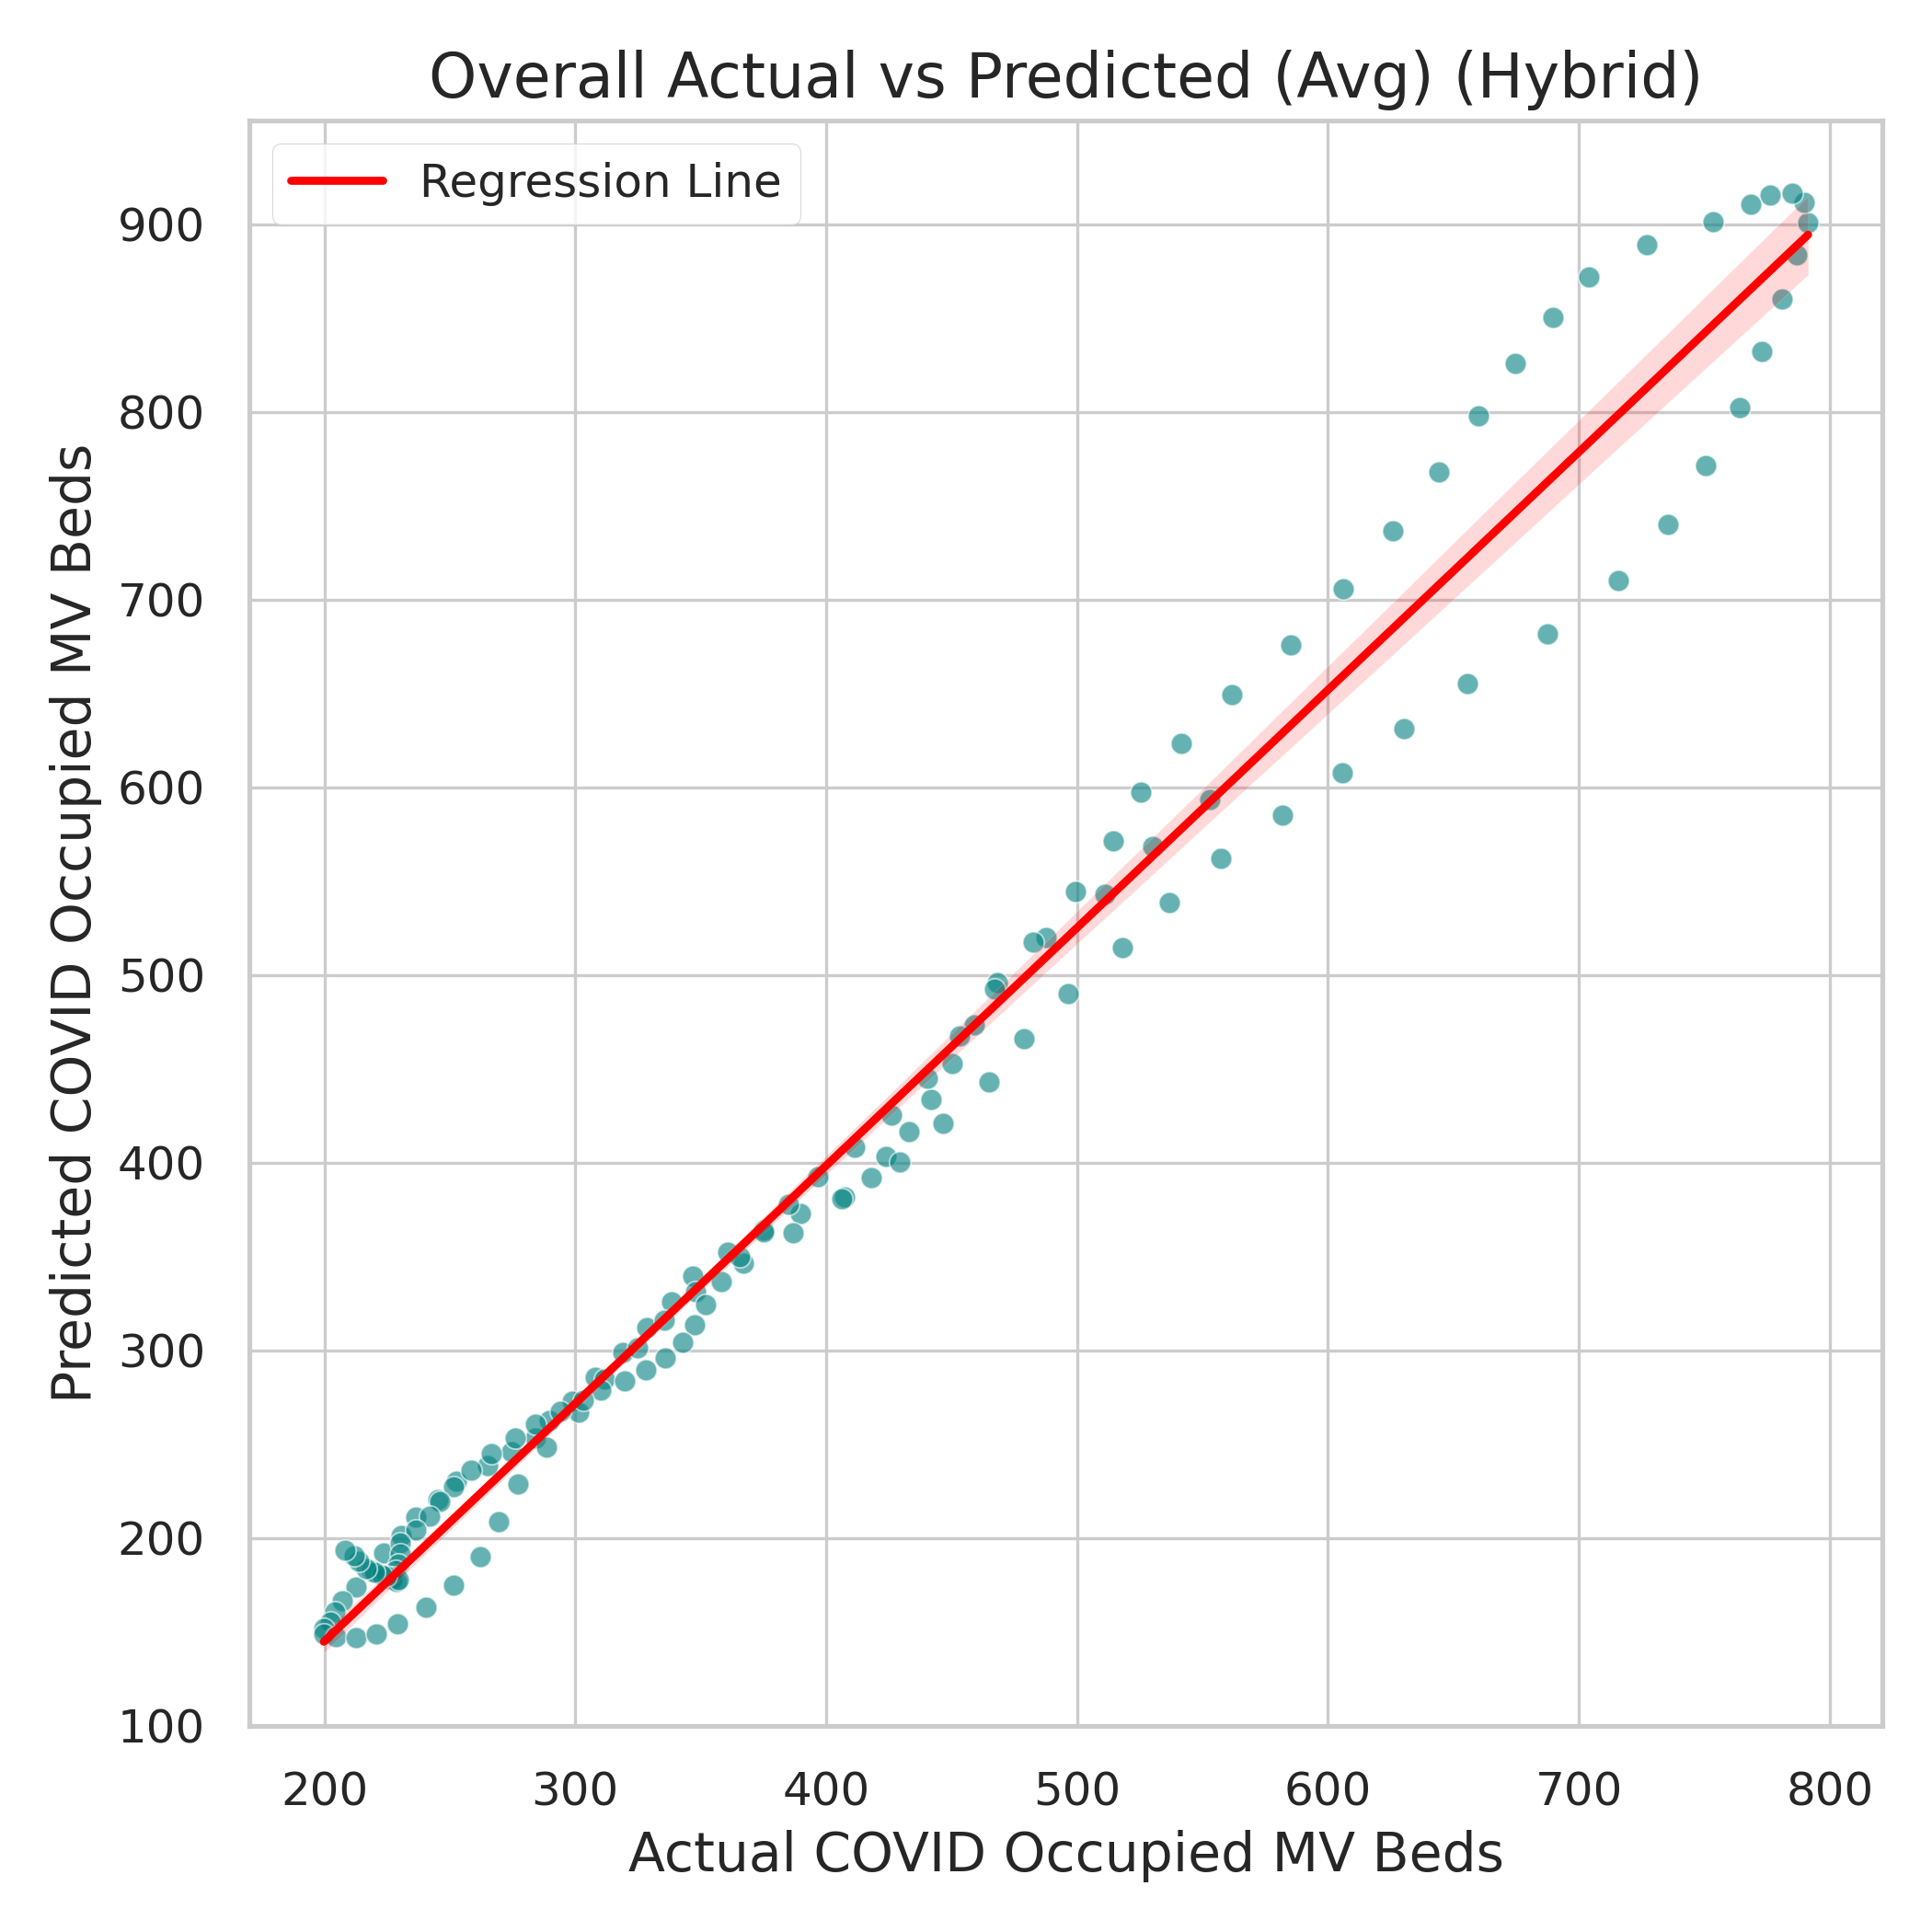 Overall Actual vs Predicted (Avg) (Hybrid)
Regression Line
Predicted COVID Occupied MV Beds
900
800
700
600
500
400
300
200
100
200 300 400 500 600 700 800
Actual COVID Occupied MV Beds